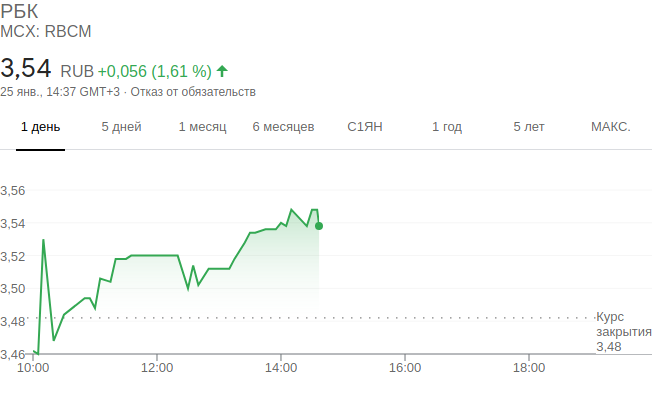 РБК
MCX: RBCM
3,54 RUB +0,056 (1,61 %)
25 янв., 14:37 GMT+3 · Отказ от обязательств
1 день 5 дней 1 месяц 6 месяцев С1ЯН 1 год 5 лет МАКС.
3,56
3,54
3,52
3,50
3,48
3,46
Курс
закрытия
3,48
10:00 12:00 14:00 16:00 18:00